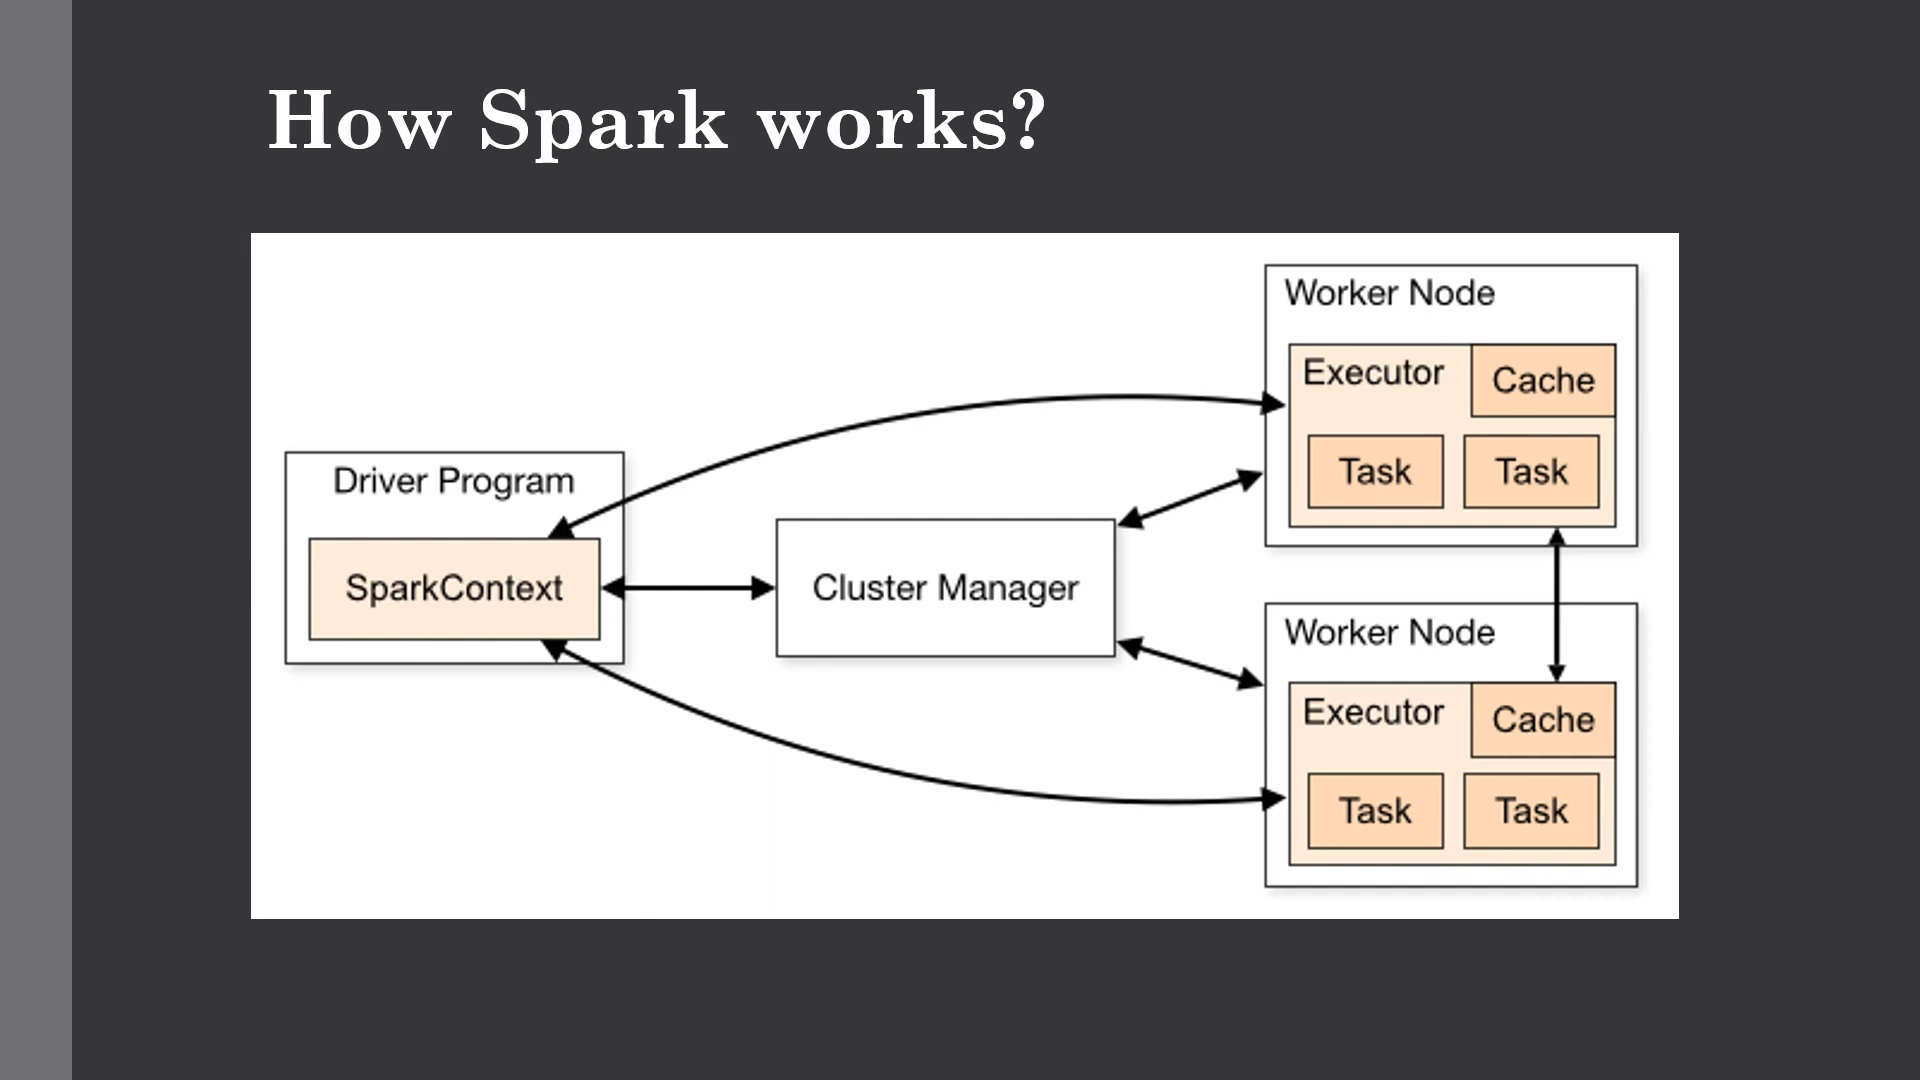 How Spark works?
Driver Program
SparkContext
Cluster Manager
Worker Node
Executor Cache
Task Task
Worker Node
Executor Cache
Task Task